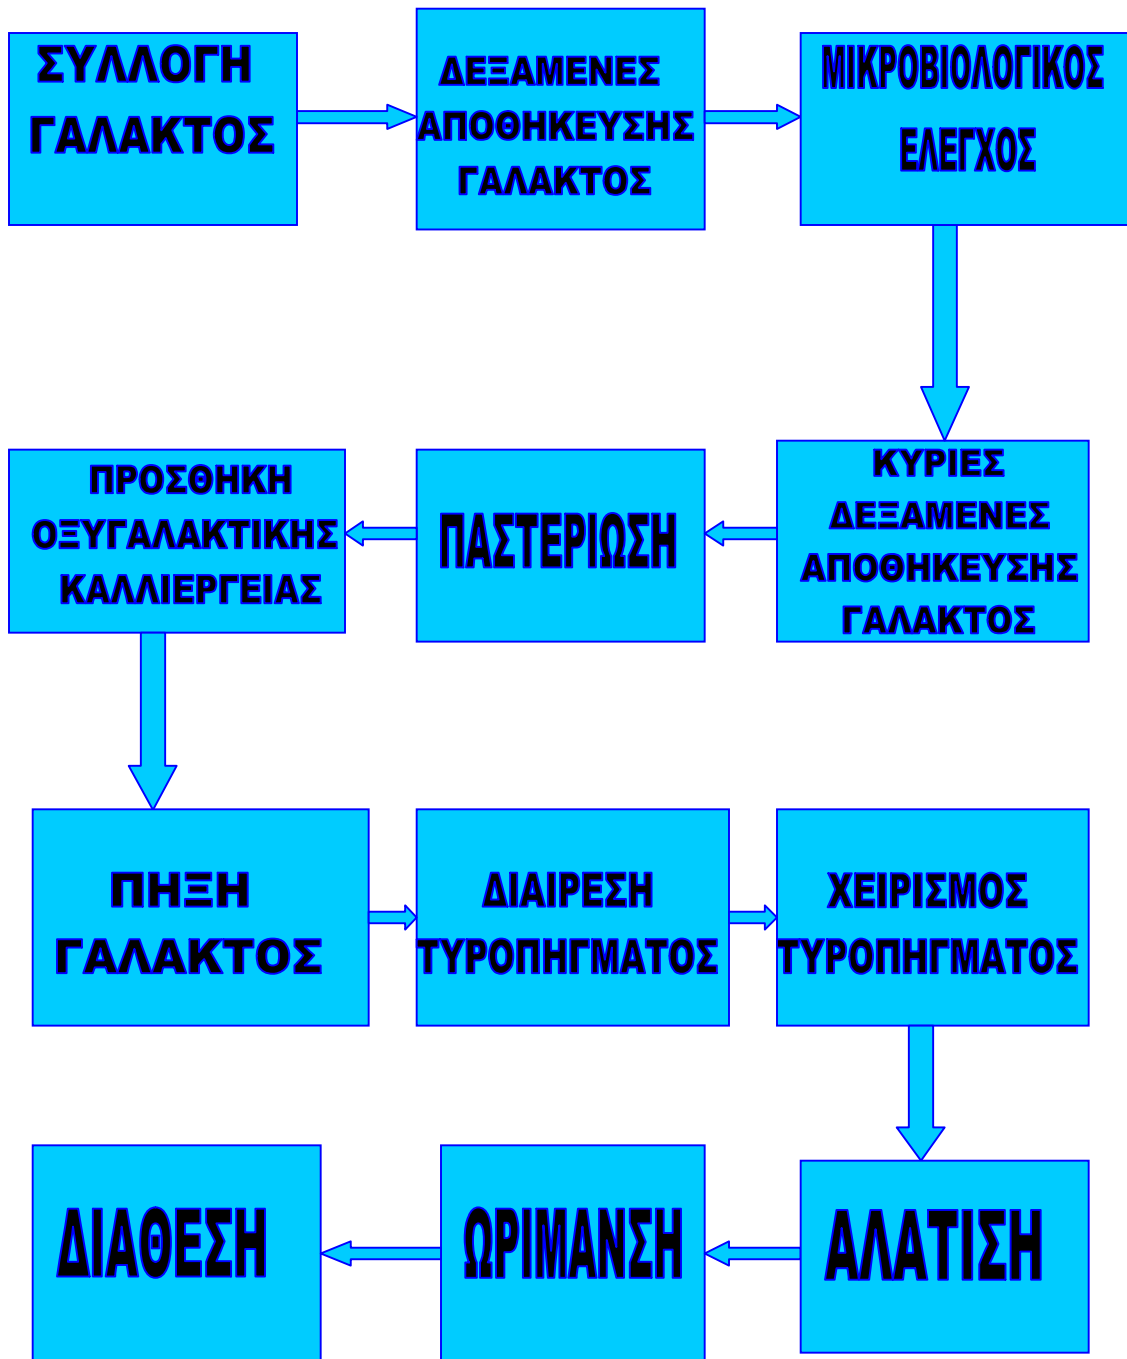 ΣΥΛΛΟΓΗ
ΓΑΛΑΚΤΟΣ
ΔΕΞΑΜΕΝΕΣ
ΑΠΟΘΗΚΕΥΣΗΣ
ΓΑΛΑΚΤΟΣ
ΜΙΚΡΟΒΙΟΛΟΓΙΚΟΣ
ΕΛΕΓΧΟΣ
ΚΥΡΙΕΣ
ΔΕΞΑΜΕΝΕΣ
ΑΠΟΘΗΚΕΥΣΗΣ
ΓΑΛΑΚΤΟΣ
ΠΑΣΤΕΡΙΩΣΗ
ΠΡΟΣΘΗΚΗ
ΟΞΥΓΑΛΑΚΤΙΚΗΣ
ΚΑΛΛΙΕΡΓΕΙΑΣ
ΠΗΞΗ
ΓΑΛΑΚΤΟΣ
ΔΙΑΙΡΕΣΗ
ΤΥΡΟΠΗΓΜΑΤΟΣ
ΧΕΙΡΙΣΜΟΣ
ΤΥΡΟΠΗΓΜΑΤΟΣ
ΑΛΑΤΙΣΗ
ΩΡΙΜΑΝΣΗ
ΔΙΑΘΕΣΗ